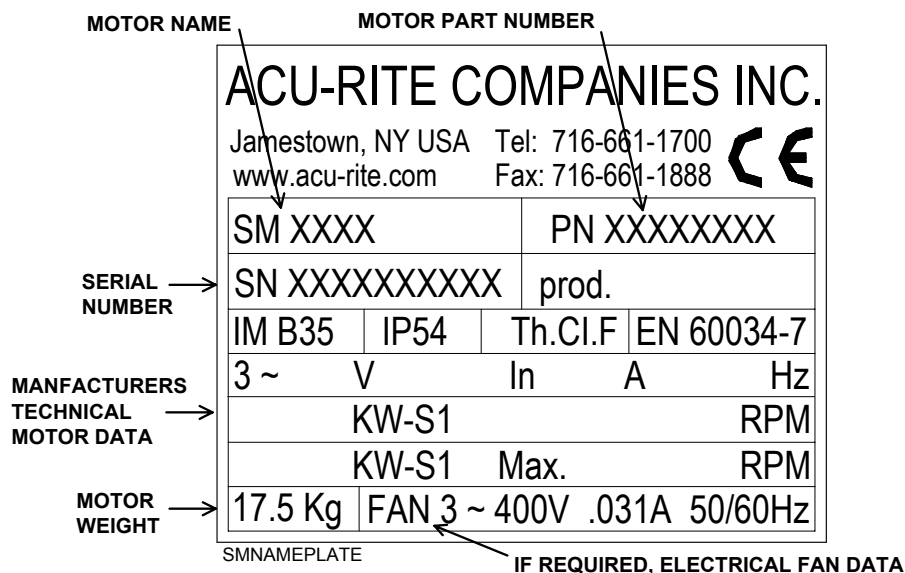 MOTOR NAME
MOTOR PART NUMBER
ACU-RITE COMPANIES INC.
Jamestown, NY USA Tel: 716-661-1700
www.acu-rite.com Fax: 716-661-1888
CE
SM XXXX PN XXXXXXXX
SERIAL NUMBER
SN XXXXXXXXXX prod.
IM B35 IP54 Th.Cl.F EN 60034-7
MANFACTURERS
TECHNICAL
MOTOR DATA
3 ~ V In A Hz
KW-S1 RPM
KW-S1 Max. RPM
MOTOR
WEIGHT
17.5 Kg FAN 3 ~ 400V .031A 50/60Hz
SMNAMEPLATE
IF REQUIRED, ELECTRICAL FAN DATA